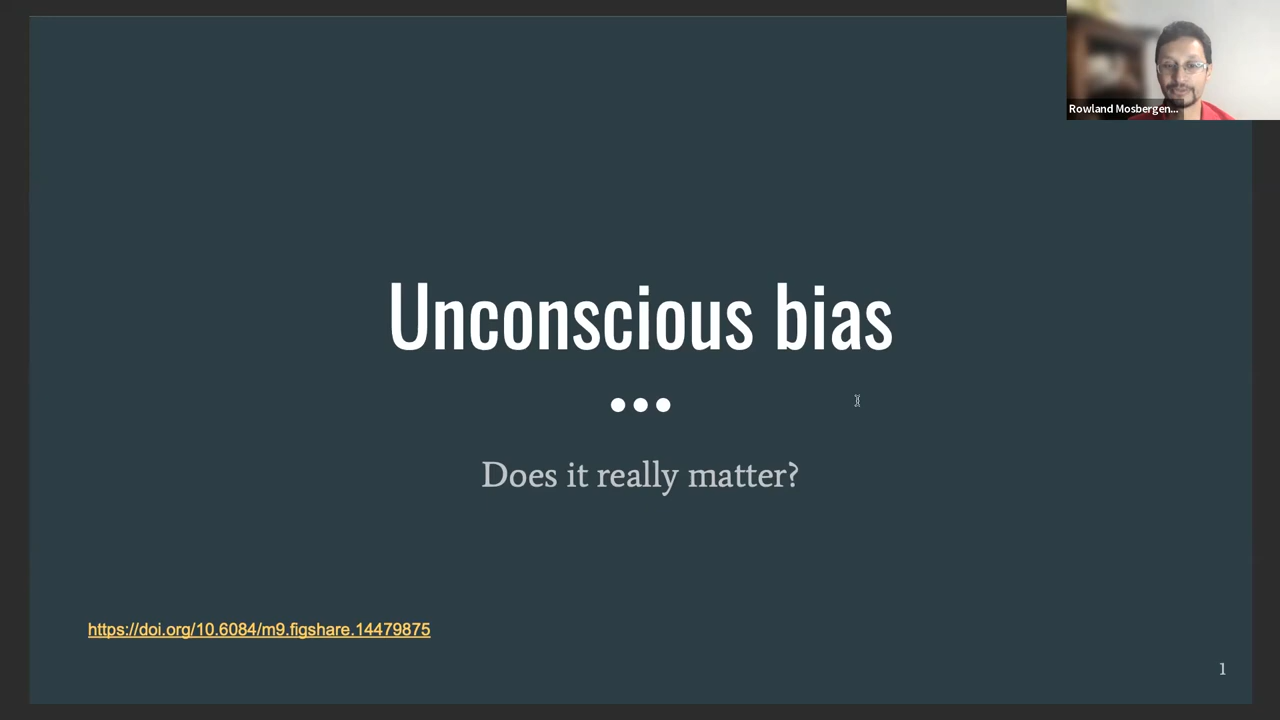 Rowland Mosbergen...
Unconscious bias
Does it really matter?
https://doi.org/10.6084/m9.figshare.14479875
1